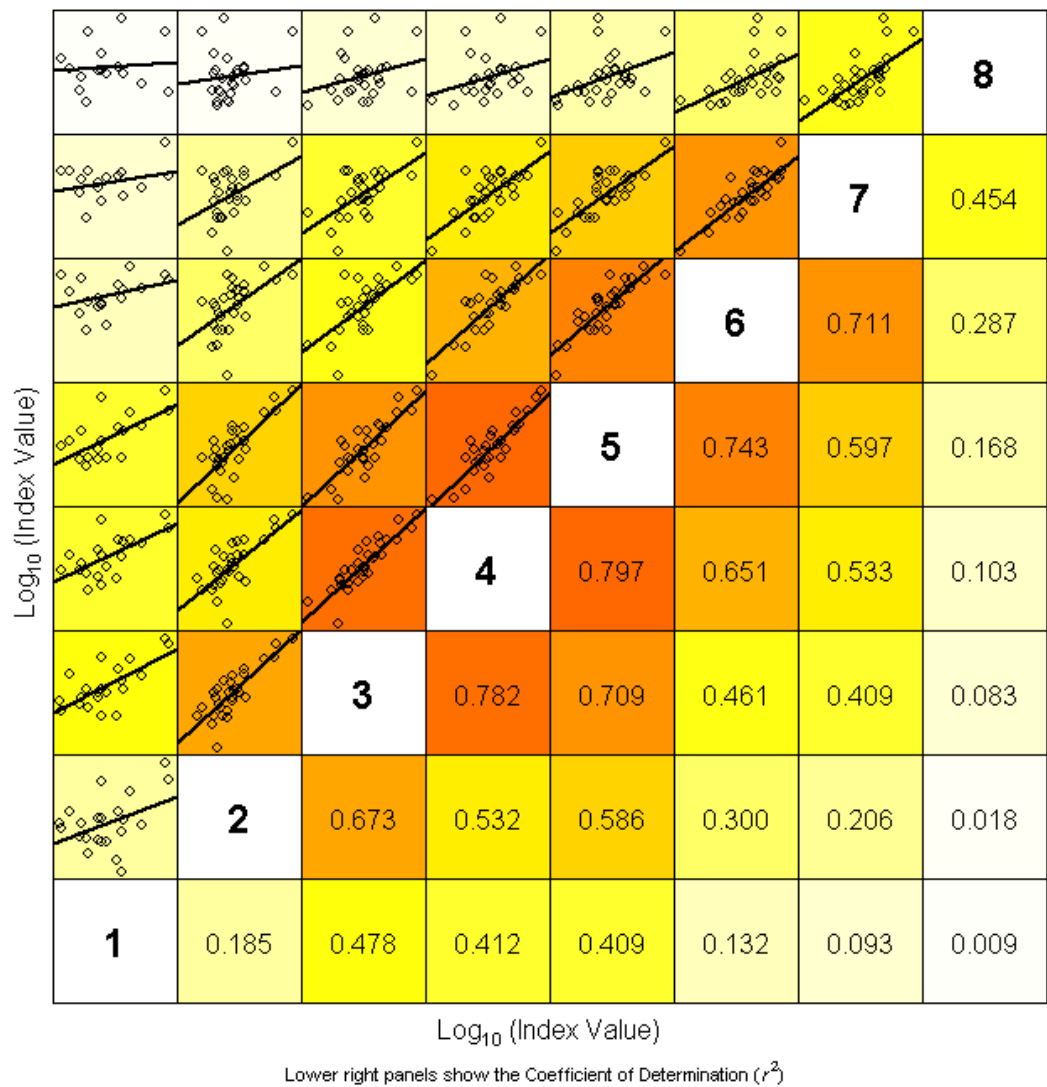 8
7 0.454
6 0.711 0.287
5 0.743 0.597 0.168
4 0.797 0.651 0.533 0.103
3 0.782 0.709 0.461 0.409 0.083
2 0.673 0.532 0.586 0.300 0.206 0.018
1 0.185 0.478 0.412 0.409 0.132 0.093 0.009
Log10 (Index Value)
Log10 (Index Value)
Lower right panels show the Coefficient of Determination (r²)